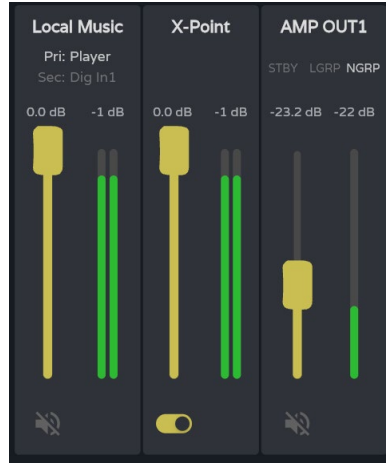 Local Music
Pri: Player
Sec: Dig In1
0.0 dB -1 dB
X-Point
0.0 dB -1 dB
AMP OUT1
STBY LGRP NGRP
-23.2 dB -22 dB